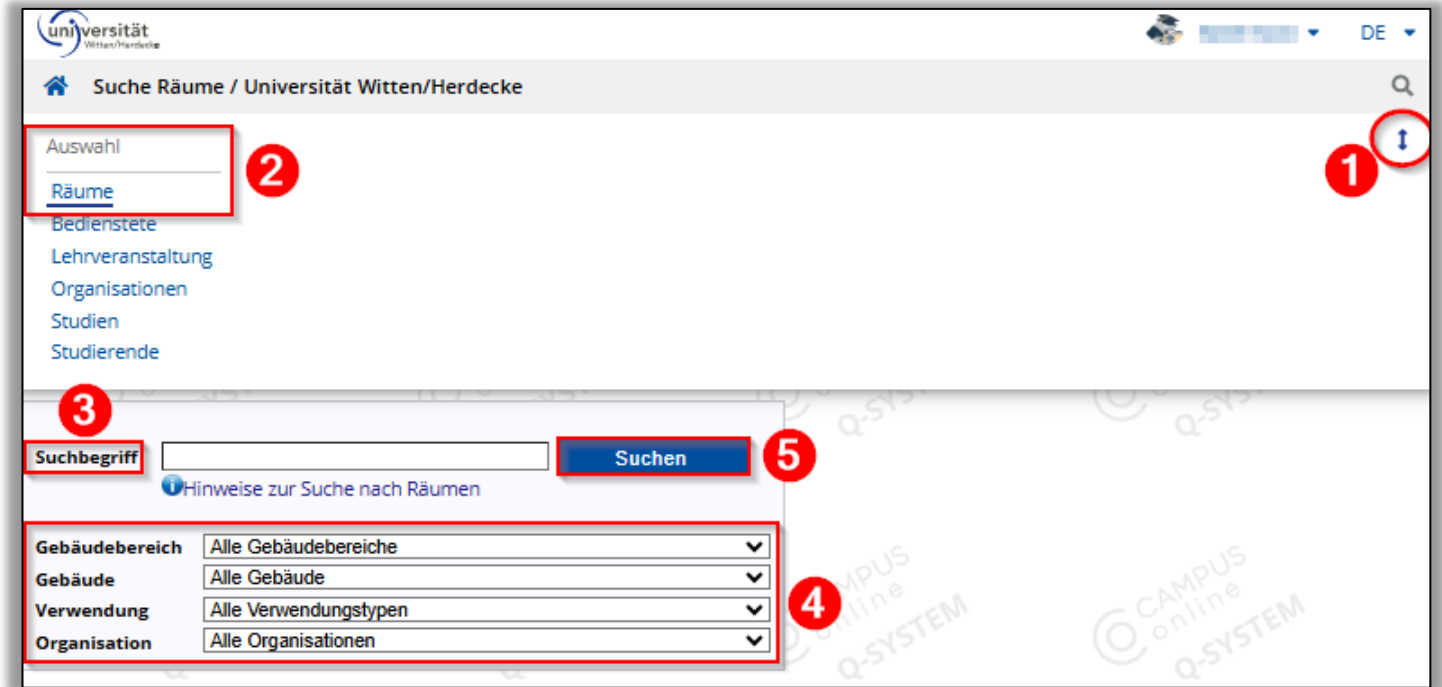 universität
Witten/Herdecke
DE
Suche Räume / Universität Witten/Herdecke
Auswahl
1
2
Räume
Bedienstete
Lehrveranstaltung
Organisationen
Studien
Studierende
3
Suchbegriff
Suchen
5
Hinweise zur Suche nach Räumen
Gebäudebereich Alle Gebäudebereiche
Gebäude Alle Gebäude
Verwendung Alle Verwendungstypen
4
Organisation Alle Organisationen
Q-SYSTEM
Q-SYSTEM
CAMPUS
online
Q-SYSTEM